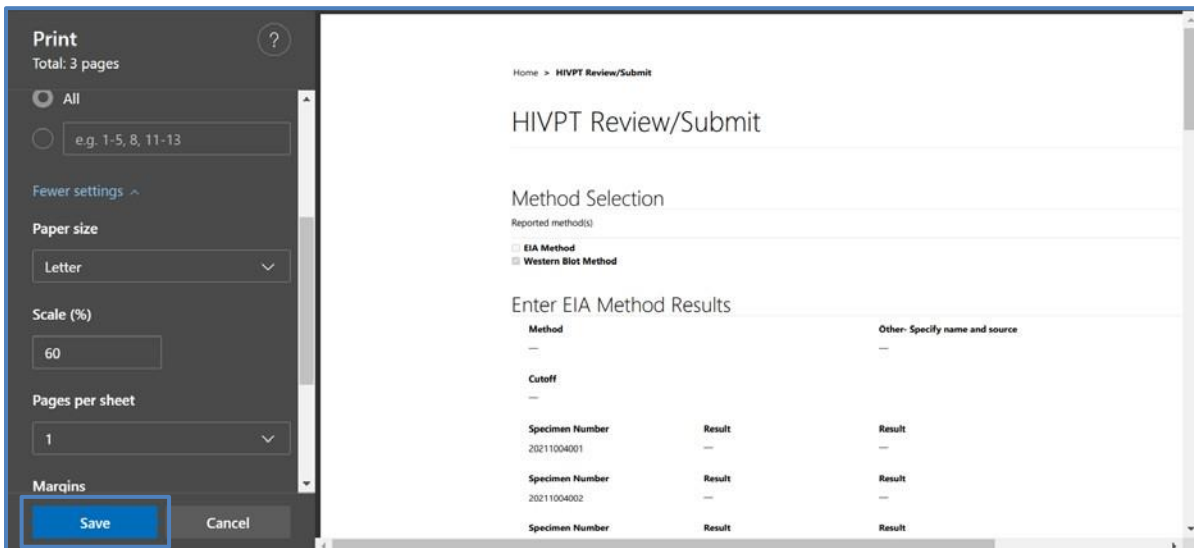 Print
?
Total: 3 pages
All
e.g. 1-5, 8, 11-13
Fewer settings
Paper size
Letter
Scale (%)
60
Pages per sheet
1
Margins
Save Cancel
Home > HIVPT Review/Submit
HIVPT Review/Submit
Method Selection
Reported method(s)
EIA Method
Western Blot Method
Enter EIA Method Results
Method Other- Specify name and source
— —
Cutoff
—
Specimen Number Result Result
20211004001 — —
Specimen Number Result Result
20211004002 — —
Specimen Number Result Result